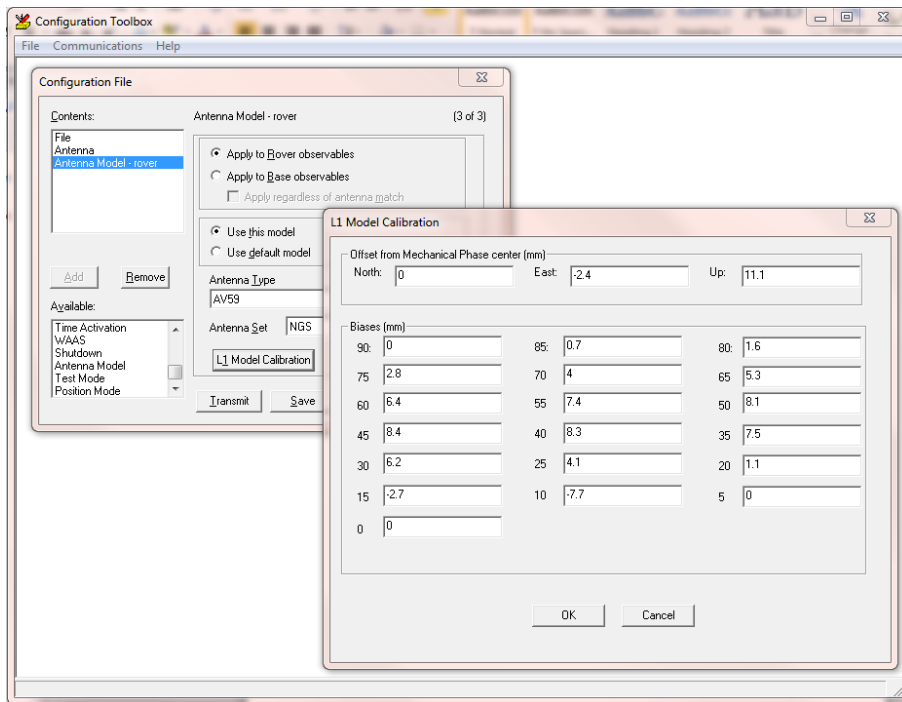 Configuration Toolbox
File Communications Help
Configuration File
Contents:
File
Antenna
Antenna Model - rover
Add
Remove
Available:
Time Activation
WAAS
Shutdown
Antenna Model
Test Mode
Position Mode
Antenna Model - rover (3 of 3)
Apply to Rover observables
Apply to Base observables
Apply regardless of antenna match
Use this model
Use default model
Antenna Type
AV59
Antenna Set NGS
L1 Model Calibration
Transmit Save
L1 Model Calibration
Offset from Mechanical Phase center (mm)
North: 0 East: -2.4 Up: 11.1
Biases (mm)
90: 0 85: 0.7 80: 1.6
75 2.8 70 4 65 5.3
60 6.4 55 7.4 50 8.1
45 8.4 40 8.3 35 7.5
30 6.2 25 4.1 20 1.1
15 -2.7 10 -7.7 5 0
0 0
OK Cancel